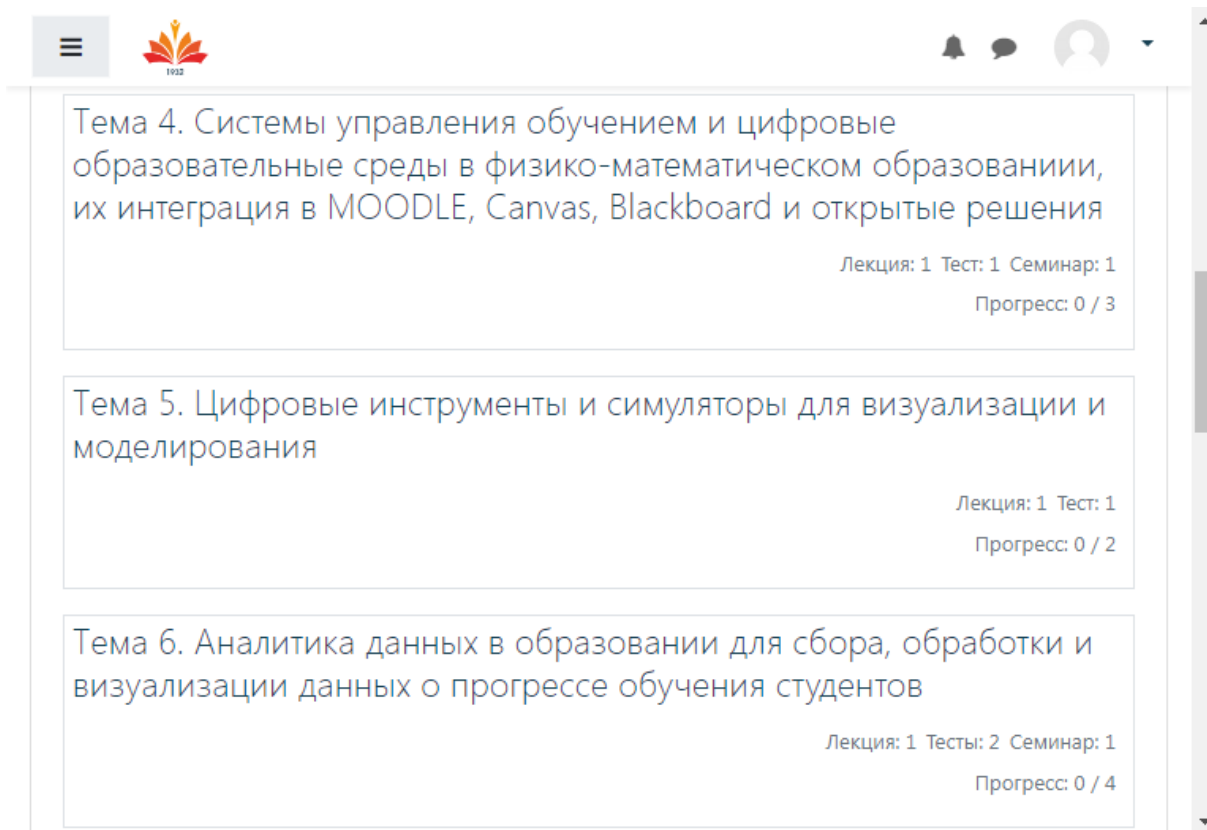 1932
Тема 4. Системы управления обучением и цифровые
образовательные среды в физико-математическом образованиии,
их интеграция в MOODLE, Canvas, Blackboard и открытые решения
Лекция: 1 Тест: 1 Семинар: 1
Прогресс: 0 / 3
Тема 5. Цифровые инструменты и симуляторы для визуализации и
моделирования
Лекция: 1 Тест: 1
Прогресс: 0 / 2
Тема 6. Аналитика данных в образовании для сбора, обработки и
визуализации данных о прогрессе обучения студентов
Лекция: 1 Тесты: 2 Семинар: 1
Прогресс: 0 / 4